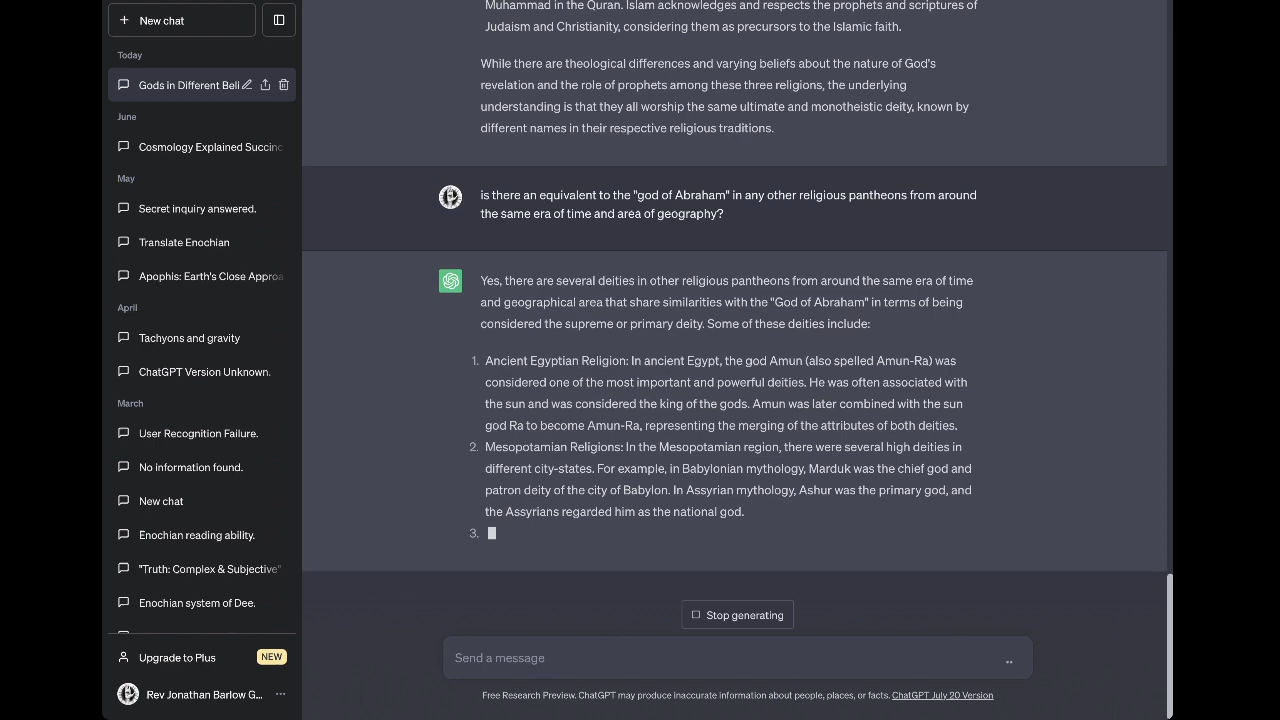 New chat
Today
Gods in Different Beli
June
Cosmology Explained Succinc
May
Secret inquiry answered.
Translate Enochian
Apophis: Earth's Close Approa
April
Tachyons and gravity
ChatGPT Version Unknown.
March
User Recognition Failure.
No information found.
New chat
Enochian reading ability.
"Truth: Complex & Subjective"
Enochian system of Dee.
Upgrade to Plus
NEW
Rev Jonathan Barlow G...
Muhammad in the Quran. Islam acknowledges and respects the prophets and scriptures of
Judaism and Christianity, considering them as precursors to the Islamic faith.
While there are theological differences and varying beliefs about the nature of God's
revelation and the role of prophets among these three religions, the underlying
understanding is that they all worship the same ultimate and monotheistic deity, known by
different names in their respective religious traditions.
is there an equivalent to the "god of Abraham" in any other religious pantheons from around
the same era of time and area of geography?
Yes, there are several deities in other religious pantheons from around the same era of time
and geographical area that share similarities with the "God of Abraham" in terms of being
considered the supreme or primary deity. Some of these deities include:
1. Ancient Egyptian Religion: In ancient Egypt, the god Amun (also spelled Amun-Ra) was
considered one of the most important and powerful deities. He was often associated with
the sun and was considered the king of the gods. Amun was later combined with the sun
god Ra to become Amun-Ra, representing the merging of the attributes of both deities.
2. Mesopotamian Religions: In the Mesopotamian region, there were several high deities in
different city-states. For example, in Babylonian mythology, Marduk was the chief god and
patron deity of the city of Babylon. In Assyrian mythology, Ashur was the primary god, and
the Assyrians regarded him as the national god.
3.
Stop generating
Send a message
Free Research Preview. ChatGPT may produce inaccurate information about people, places, or facts. ChatGPT July 20 Version